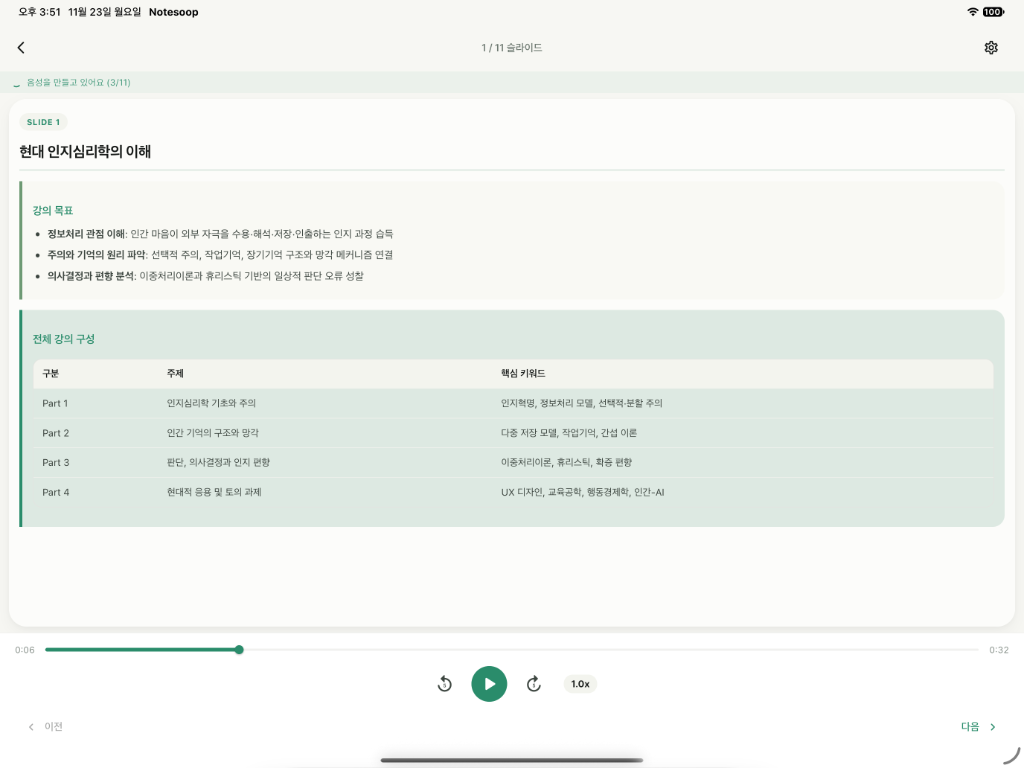 오후 3:51 11월 23일 월요일 Notesoop
100
1 / 11 슬라이드
음성을 만들고 있어요 (3/11)
SLIDE 1
현대 인지심리학의 이해
강의 목표
• 정보처리 관점 이해: 인간 마음이 외부 자극을 수용·해석·저장·인출하는 인지 과정 습득
• 주의와 기억의 원리 파악: 선택적 주의, 작업기억, 장기기억 구조와 망각 메커니즘 연결
• 의사결정과 편향 분석: 이중처리이론과 휴리스틱 기반의 일상적 판단 오류 성찰
전체 강의 구성
구분 주제 핵심 키워드
Part 1 인지심리학 기초와 주의 인지혁명, 정보처리 모델, 선택적·분할 주의
Part 2 인간 기억의 구조와 망각 다중 저장 모델, 작업기억, 간섭 이론
Part 3 판단, 의사결정과 인지 편향 이중처리이론, 휴리스틱, 확증 편향
Part 4 현대적 응용 및 토의 과제 UX 디자인, 교육공학, 행동경제학, 인간-AI
0:06 0:32
5 5 1.0x
이전 다음